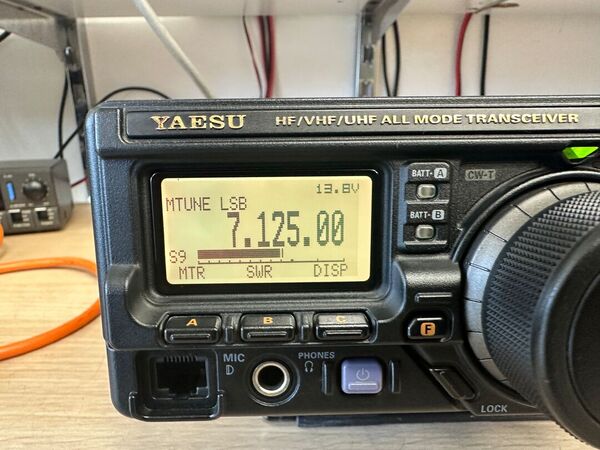 YAESU HF/VHF/UHF ALL MODE TRANSCEIVER
13.8V
MTUNE LSB
7.125.00
S9
MTR SWR DISP
BATT-A
CW-T
BATT-B
A B C F
MIC
PHONES
LOCK